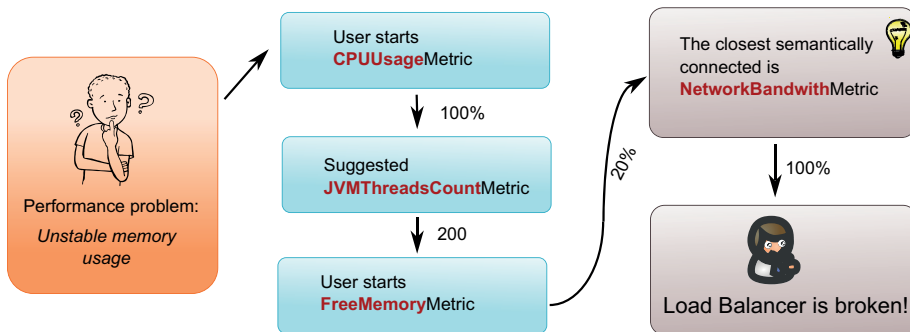 Performance problem:
Unstable memory
usage
User starts
CPUUsageMetric
100%
Suggested
JVMThreadsCountMetric
200
User starts
FreeMemoryMetric
20%
The closest semantically
connected is
NetworkBandwithMetric
100%
Load Balancer is broken!